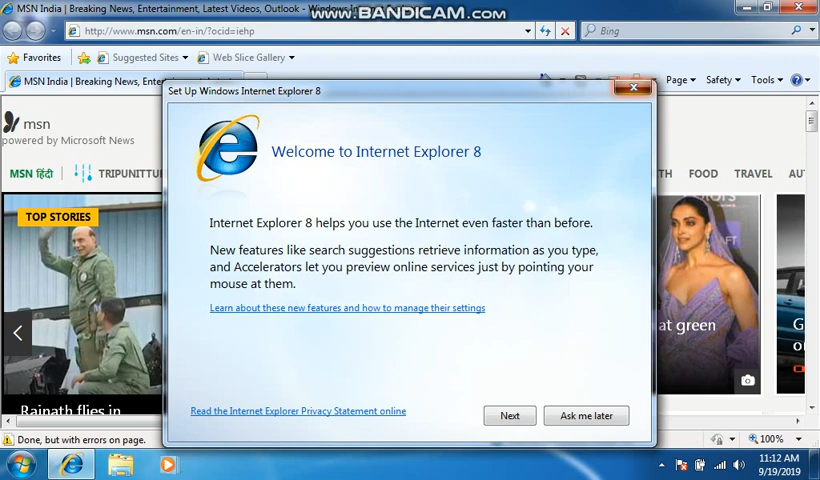 MSN India | Breaking News, Entertainment, Latest Videos, Outlook - Windows In
www.BANDICAM.com
http://www.msn.com/en-in/?ocid=iehp
Bing
Favorites
Suggested Sites
Web Slice Gallery
MSN India | Breaking News, Entertainment, Latest
Page
Safety
Tools
Set Up Windows Internet Explorer 8
msn
powered by Microsoft News
Welcome to Internet Explorer 8
MSN हिंदी
TRIPUNITTU
TH
FOOD
TRAVEL
AU
TOP STORIES
Internet Explorer 8 helps you use the Internet even faster than before.
New features like search suggestions retrieve information as you type,
and Accelerators let you preview online services just by pointing your
mouse at them.
Learn about these new features and how to manage their settings
at green
G
o
Rajnath flies in
Read the Internet Explorer Privacy Statement online
Next
Ask me later
Done, but with errors on page.
100%
11:12 AM
9/19/2019